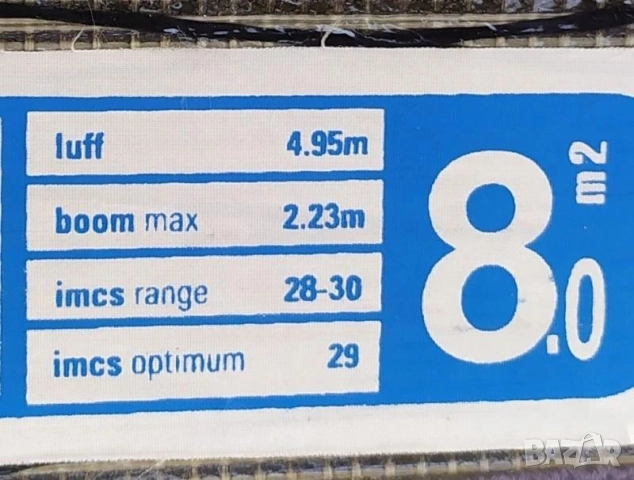 luff 4.95m
boom max 2.23m
imcs range 28-30
imcs optimum 29
8.0 m2
BAZAR